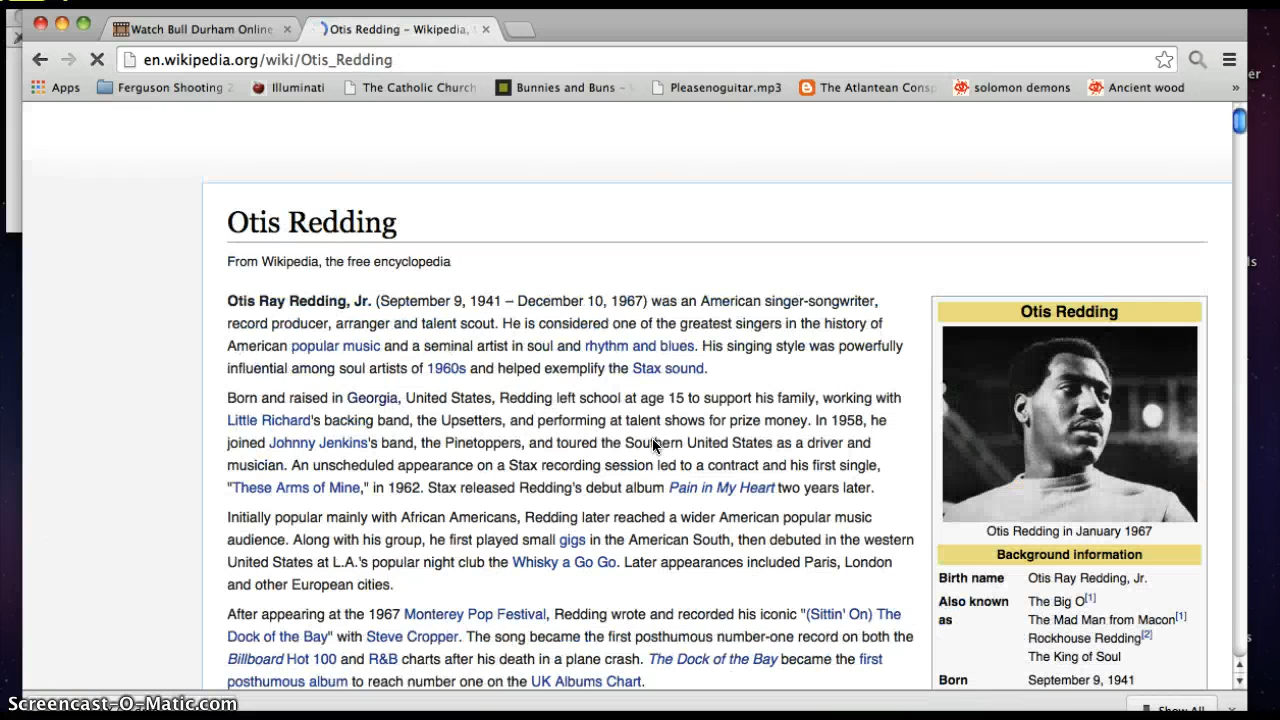 Watch Bull Durham Online
Otis Redding – Wikipedia,
en.wikipedia.org/wiki/Otis_Redding
Apps
Ferguson Shooting
Illuminati
The Catholic Church
Bunnies and Buns -
Pleasenoguitar.mp3
The Atlantean Consp
solomon demons
Ancient wood
»
Otis Redding
From Wikipedia, the free encyclopedia
Otis Ray Redding, Jr. (September 9, 1941 – December 10, 1967) was an American singer-songwriter,
record producer, arranger and talent scout. He is considered one of the greatest singers in the history of
American popular music and a seminal artist in soul and rhythm and blues. His singing style was powerfully
influential among soul artists of 1960s and helped exemplify the Stax sound.
Born and raised in Georgia, United States, Redding left school at age 15 to support his family, working with
Little Richard's backing band, the Upsetters, and performing at talent shows for prize money. In 1958, he
joined Johnny Jenkins's band, the Pinetoppers, and toured the Southern United States as a driver and
musician. An unscheduled appearance on a Stax recording session led to a contract and his first single,
"These Arms of Mine," in 1962. Stax released Redding's debut album Pain in My Heart two years later.
Initially popular mainly with African Americans, Redding later reached a wider American popular music
audience. Along with his group, he first played small gigs in the American South, then debuted in the western
United States at L.A.'s popular night club the Whisky a Go Go. Later appearances included Paris, London
and other European cities.
After appearing at the 1967 Monterey Pop Festival, Redding wrote and recorded his iconic "(Sittin' On) The
Dock of the Bay" with Steve Cropper. The song became the first posthumous number-one record on both the
Billboard Hot 100 and R&B charts after his death in a plane crash. The Dock of the Bay became the first
posthumous album to reach number one on the UK Albums Chart.
Otis Redding
Otis Redding in January 1967
Background information
Birth name Otis Ray Redding, Jr.
Also known The Big O[1]
as The Mad Man from Macon[1]
Rockhouse Redding[2]
The King of Soul
Born September 9, 1941
Show All
Screencast-O-Matic.com